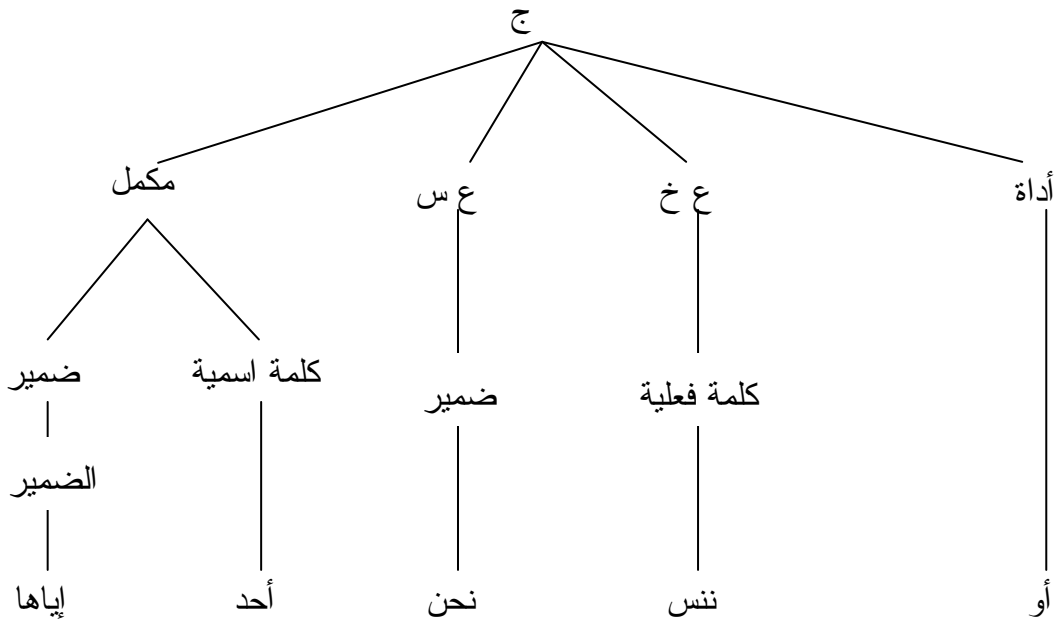 ج
أداة ع خ ع س مكمل
كلمة اسمية ضمير
كلمة فعلية ضمير
الضمير
أو ننس نحن أحد إياها